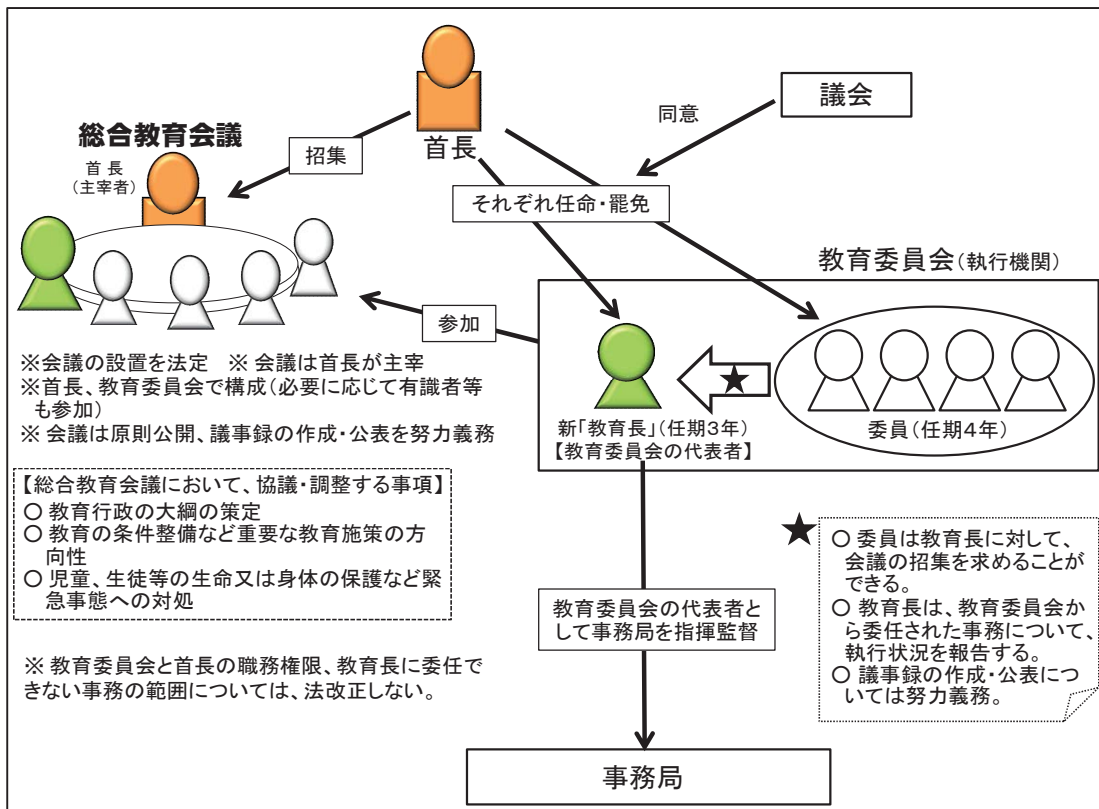 首長
議会
同意
総合教育会議
首 長
(主宰者)
招集
それぞれ任命・罷免
教育委員会(執行機関)
参加
★
新「教育長」(任期3年)
【教育委員会の代表者】
委員(任期4年)
※会議の設置を法定 ※ 会議は首長が主宰
※首長、教育委員会で構成(必要に応じて有識者等
も参加)
※ 会議は原則公開、議事録の作成・公表を努力義務
【総合教育会議において、協議・調整する事項】
○ 教育行政の大綱の策定
○ 教育の条件整備など重要な教育施策の方
向性
○ 児童、生徒等の生命又は身体の保護など緊
急事態への対処
※ 教育委員会と首長の職務権限、教育長に委任で
きない事務の範囲については、法改正しない。
教育委員会の代表者と
して事務局を指揮監督
★
○ 委員は教育長に対して、
会議の招集を求めることが
できる。
○ 教育長は、教育委員会か
ら委任された事務について、
執行状況を報告する。
○ 議事録の作成・公表につ
いては努力義務。
事務局